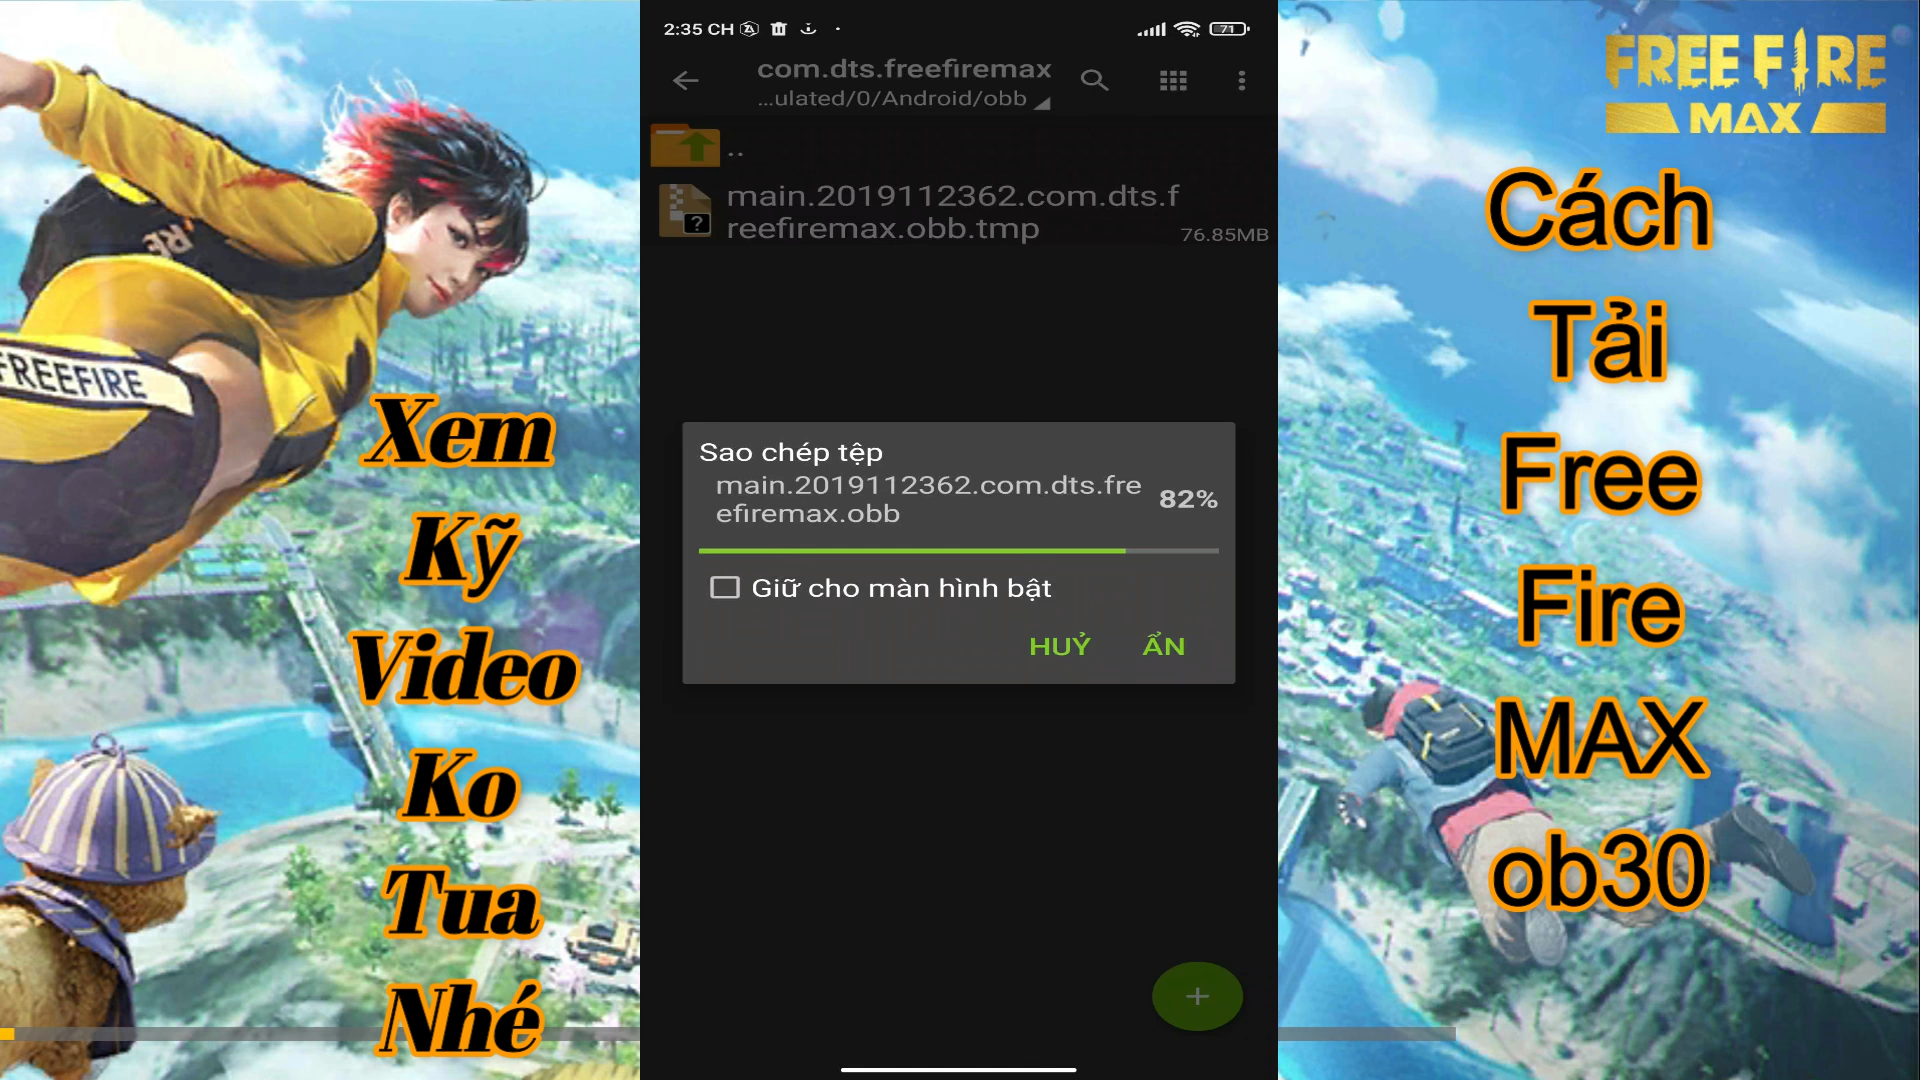 FREEFIRE
RE
Xem
Kỹ
Video
Ko
Tua
Nhé
2:35 CH
71
com.dts.freefiremax
...ulated/0/Android/obb
..
main.2019112362.com.dts.f
reefiremax.obb.tmp
76.85MB
Sao chép tệp
main.2019112362.com.dts.fre
efiremax.obb
82%
Giữ cho màn hình bật
HUỶ
ẨN
FREE FIRE
MAX
Cách
Tải
Free
Fire
MAX
ob30